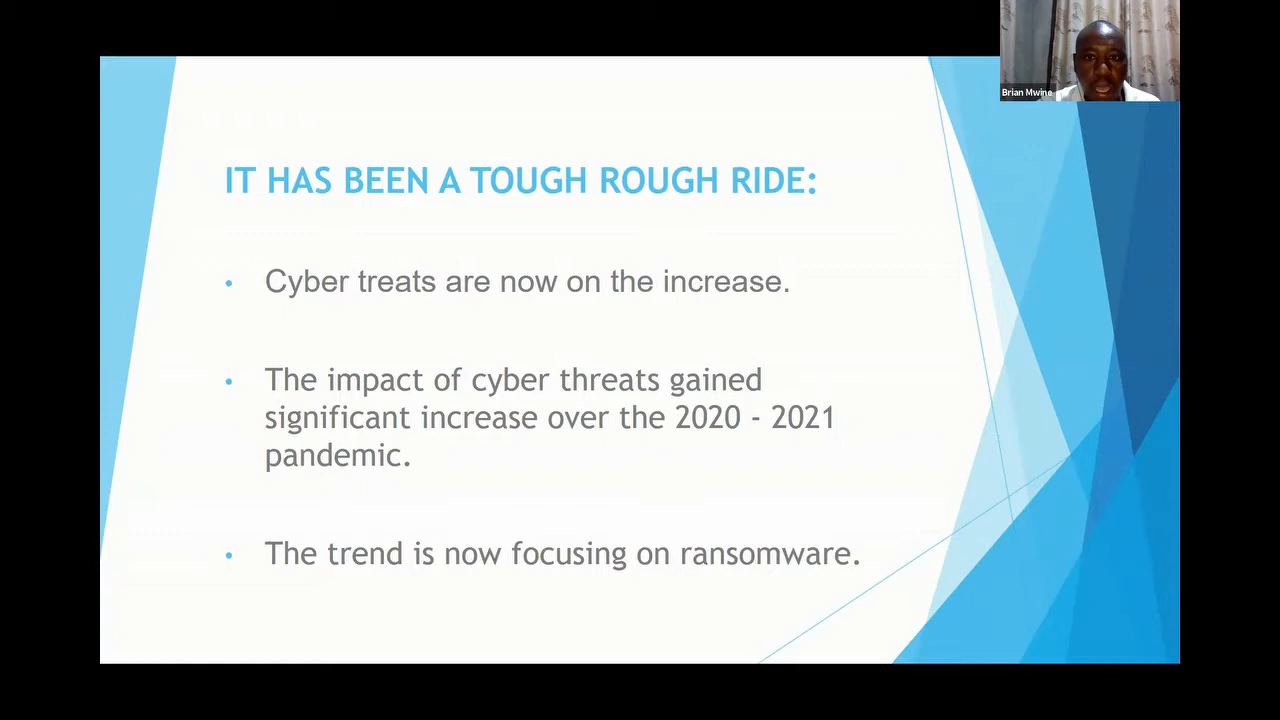 Brian Mwine
IT HAS BEEN A TOUGH ROUGH RIDE:
• Cyber treats are now on the increase.
• The impact of cyber threats gained
significant increase over the 2020 - 2021
pandemic.
• The trend is now focusing on ransomware.